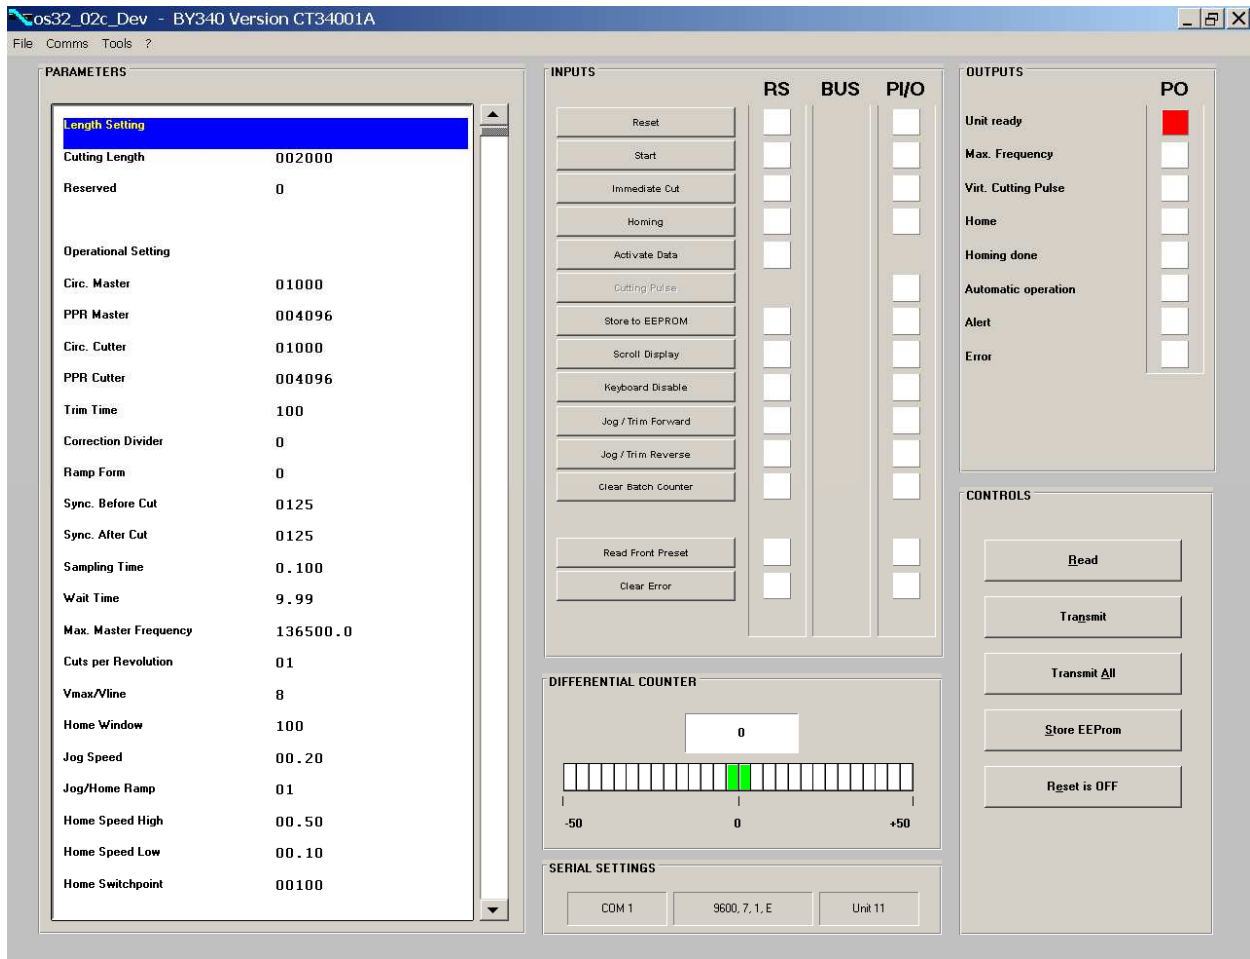 os32_02c_Dev - BY340 Version CT34001A
File Comms Tools ?
PARAMETERS
Length Setting
Cutting Length 002000
Reserved 0
Operational Setting
Circ. Master 01000
PPR Master 004096
Circ. Cutter 01000
PPR Cutter 004096
Trim Time 100
Correction Divider 0
Ramp Form 0
Sync. Before Cut 0125
Sync. After Cut 0125
Sampling Time 0.100
Wait Time 9.99
Max. Master Frequency 136500.0
Cuts per Revolution 01
Vmax/Vline 8
Home Window 100
Jog Speed 00.20
Jog/Home Ramp 01
Home Speed High 00.50
Home Speed Low 00.10
Home Switchpoint 00100
INPUTS
RS BUS PI/O
Reset
Start
Immediate Cut
Homing
Activate Data
Cutting Pulse
Store to EEPROM
Scroll Display
Keyboard Disable
Jog / Trim Forward
Jog / Trim Reverse
Clear Batch Counter
Read Front Preset
Clear Error
DIFFERENTIAL COUNTER
0
-50 0 +50
SERIAL SETTINGS
COM 1 9600, 7, 1, E Unit 11
OUTPUTS
PO
Unit ready
Max. Frequency
Virt. Cutting Pulse
Home
Homing done
Automatic operation
Alert
Error
CONTROLS
Read
Transmit
Transmit All
Store EEProm
Reset is OFF